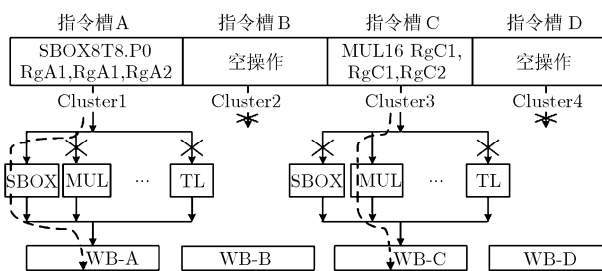 指令槽A 指令槽B 指令槽C 指令槽D
SBOX8T8.P0 MUL16 RgC1,
空操作 空操作
RgA1,RgA1,RgA2 RgC1,RgC2
Cluster1 Cluster2 Cluster3 Cluster4
SBOX MUL ... TL SBOX MUL ... TL
WB-A WB-B WB-C WB-D